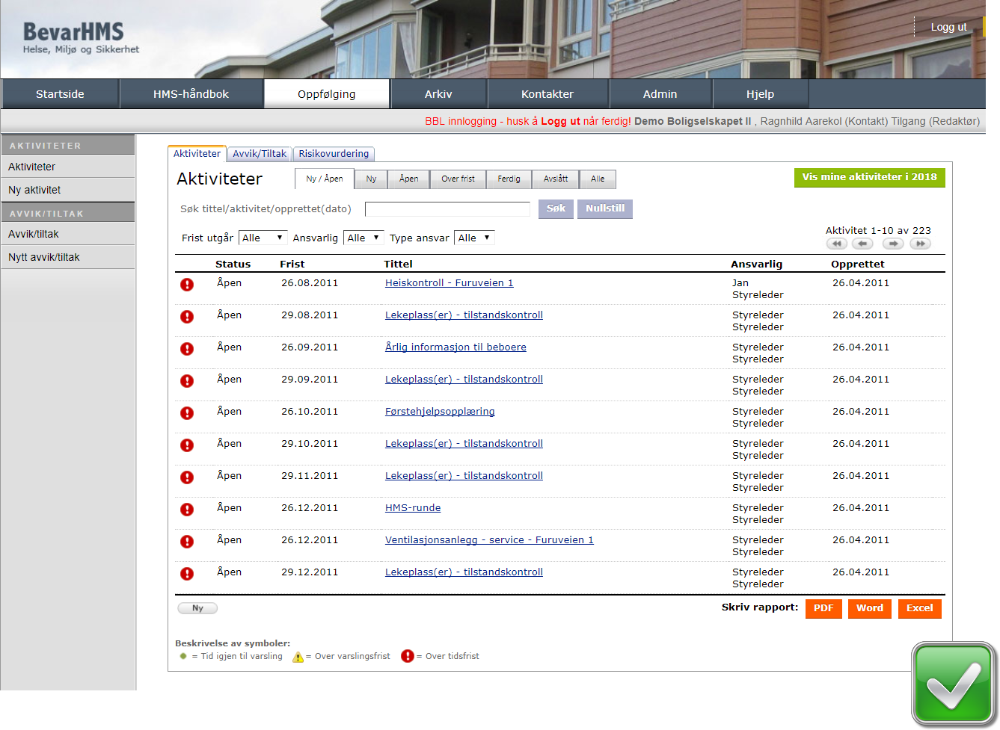 BevarHMS
Helse, Miljø og Sikkerhet
Logg ut
Startside HMS-håndbok Oppfølging Arkiv Kontakter Admin Hjelp
BBL innlogging - husk å Logg ut når ferdig! Demo Boligselskapet II , Ragnhild Aarekol (Kontakt) Tilgang (Redaktør)
AKTIVITETER
Aktiviteter
Ny aktivitet
AVVIK/TILTAK
Avvik/tiltak
Nytt avvik/tiltak
Aktiviteter Avvik/Tiltak Risikovurdering
Aktiviteter Ny / Åpen Ny Åpen Over frist Ferdig Avslått Alle Vis mine aktiviteter i 2018
Søk tittel/aktivitet/opprettet(dato) Søk Nullstill
Frist utgår Alle Ansvarlig Alle Type ansvar Alle
Aktivitet 1-10 av 223
Status Frist Tittel Ansvarlig Opprettet
Åpen 26.08.2011 Heiskontroll - Furuveien 1 Jan 26.04.2011
Styreleder
Åpen 29.08.2011 Lekeplass(er) - tilstandskontroll Styreleder 26.04.2011
Styreleder
Åpen 26.09.2011 Årlig informasjon til beboere Styreleder 26.04.2011
Styreleder
Åpen 29.09.2011 Lekeplass(er) - tilstandskontroll Styreleder 26.04.2011
Styreleder
Åpen 26.10.2011 Førstehjelpsopplæring Styreleder 26.04.2011
Styreleder
Åpen 29.10.2011 Lekeplass(er) - tilstandskontroll Styreleder 26.04.2011
Styreleder
Åpen 29.11.2011 Lekeplass(er) - tilstandskontroll Styreleder 26.04.2011
Styreleder
Åpen 26.12.2011 HMS-runde Styreleder 26.04.2011
Styreleder
Åpen 26.12.2011 Ventilasjonsanlegg - service - Furuveien 1 Styreleder 26.04.2011
Styreleder
Åpen 29.12.2011 Lekeplass(er) - tilstandskontroll Styreleder 26.04.2011
Styreleder
Ny Skriv rapport: PDF Word Excel
Beskrivelse av symboler:
= Tid igjen til varsling = Over varslingsfrist = Over tidsfrist